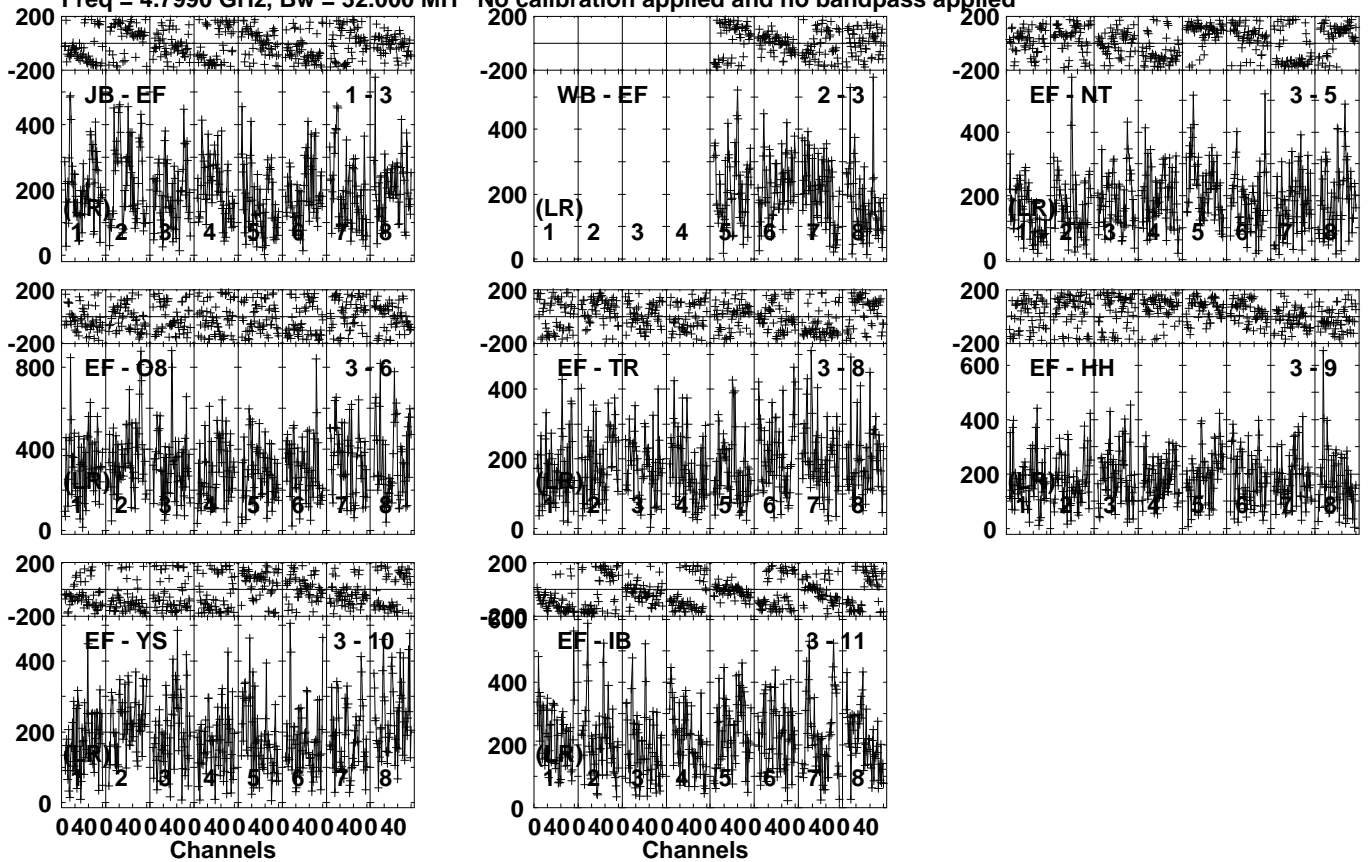 Freq = 4.7990 GHz, Bw = 32.000 MH No calibration applied and no bandpass applied
200
-200
JB - EF 1 - 3
400
200
0
(LR)
1 2 3 4 5 6 7 8
200
-200
WB - EF 2 - 3
400
200
0
(LR)
1 2 3 4 5 6 7 8
200
-200
EF - NT 3 - 5
400
200
0
(LR)
1 2 3 4 5 6 7 8
200
-200
800
EF - O8 3 - 6
400
0
(LR)
1 2 3 4 5 6 7 8
200
-200
EF - TR 3 - 8
400
200
0
(LR)
1 2 3 4 5 6 7 8
200
-200
600
EF - HH 3 - 9
400
200
0
(LR)
1 2 3 4 5 6 7 8
200
-200
EF - YS 3 - 10
400
200
0
(LR)
1 2 3 4 5 6 7 8
0 40 0 40 0 40 0 40 0 40 0 40 0 40 0 40
Channels
200
-200
600
EF - IB 3 - 11
400
200
0
(LR)
1 2 3 4 5 6 7 8
0 40 0 40 0 40 0 40 0 40 0 40 0 40 0 40
Channels